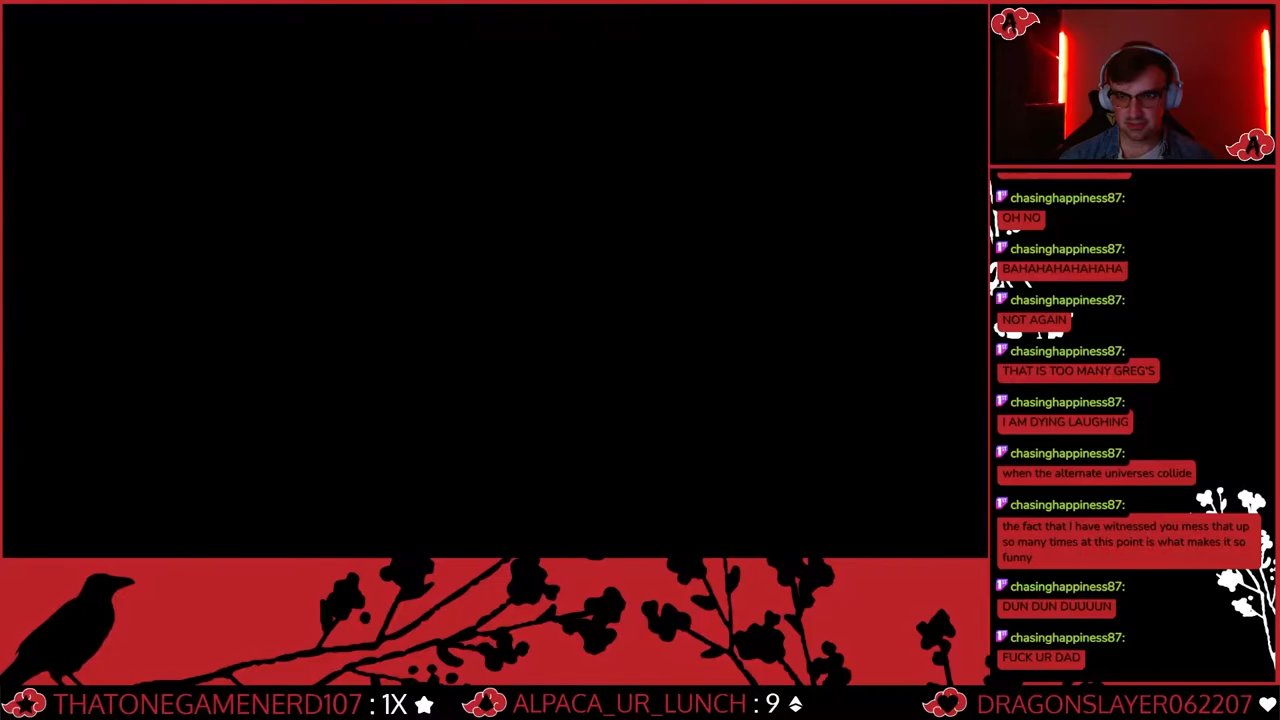 A
A
chasinghappiness87:
OH NO
chasinghappiness87:
BAHAHAHAHAHAHA
chasinghappiness87:
NOT AGAIN
chasinghappiness87:
THAT IS TOO MANY GREG'S
chasinghappiness87:
I AM DYING LAUGHING
chasinghappiness87:
when the alternate universes collide
chasinghappiness87:
the fact that I have witnessed you mess that up
so many times at this point is what makes it so
funny
chasinghappiness87:
DUN DUN DUUUUN
chasinghappiness87:
FUCK UR DAD
THATONEGAMENERD107 : 1X ALPACA_UR_LUNCH : 9 DRAGONSLAYER062207